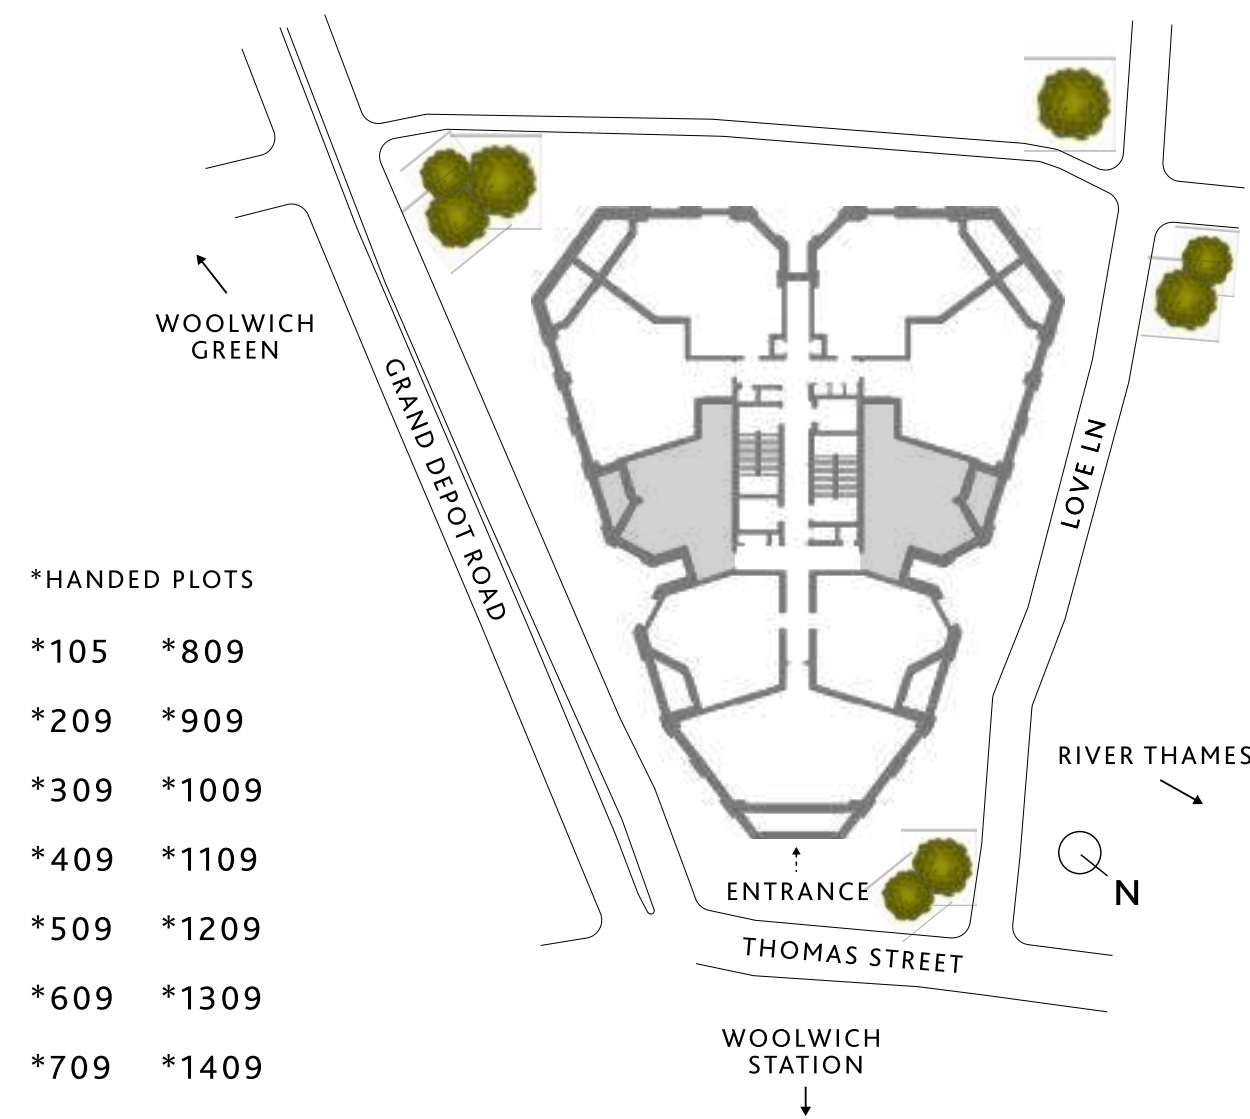 WOOLWICH
GREEN
GRAND DEPOT ROAD
LOVE LN
*HANDED PLOTS
*105 *809
*209 *909
*309 *1009
*409 *1109
*509 *1209
*609 *1309
*709 *1409
RIVER THAMES
N
ENTRANCE
THOMAS STREET
WOOLWICH
STATION